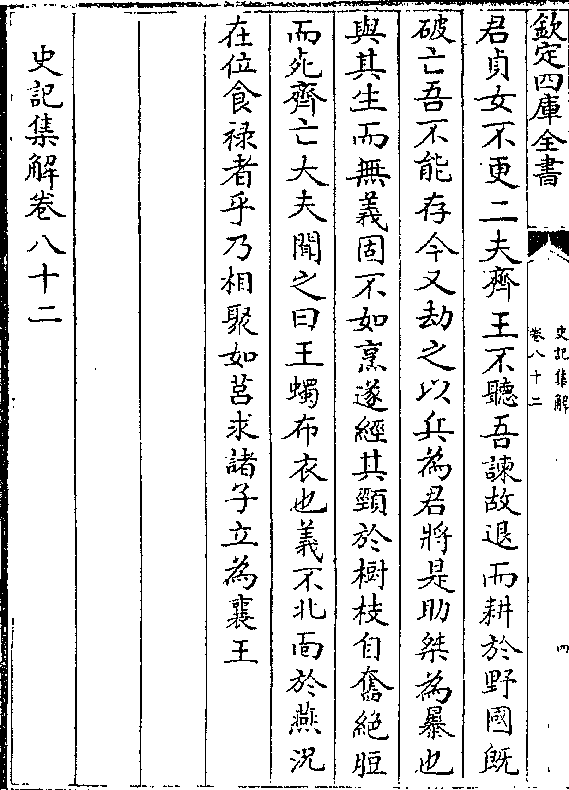 欽定四庫全書
史記集解
卷八十二
四
君貞女不更二夫齊王不聽吾諫故退而耕於野國既
破亡吾不能存今又劫之以兵為君將是助桀為暴也
與其生而無義固不如烹遂經其頸於樹枝自奮絶脰
而死齊亡大夫聞之曰王蠋布衣也義不北面於燕況
在位食禄者乎乃相聚如莒求諸子立為襄王
史記集解卷八十二